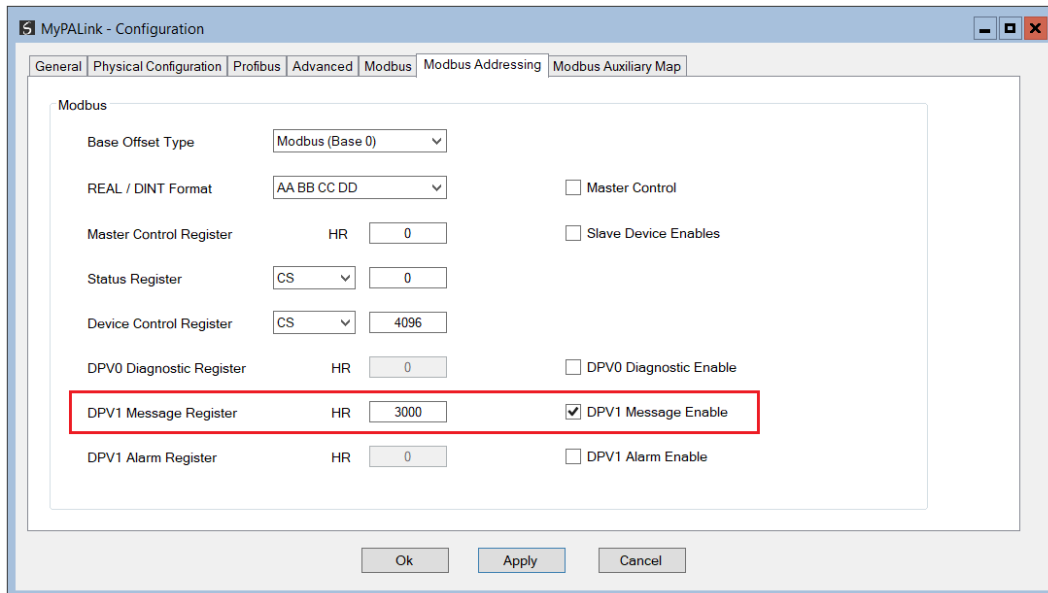 MyPALink - Configuration
General Physical Configuration Profibus Advanced Modbus Modbus Addressing Modbus Auxiliary Map
Modbus
Base Offset Type Modbus (Base 0)
REAL / DINT Format AA BB CC DD Master Control
Master Control Register HR 0 Slave Device Enables
Status Register CS 0
Device Control Register CS 4096
DPV0 Diagnostic Register HR 0 DPV0 Diagnostic Enable
DPV1 Message Register HR 3000 DPV1 Message Enable
DPV1 Alarm Register HR 0 DPV1 Alarm Enable
Ok Apply Cancel